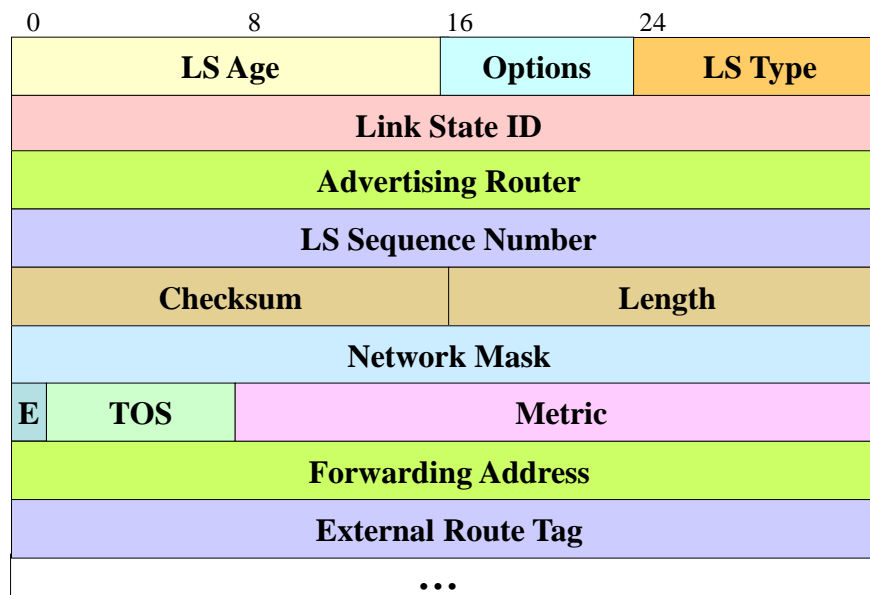 0 8 16 24
LS Age Options LS Type
Link State ID
Advertising Router
LS Sequence Number
Checksum Length
Network Mask
E TOS Metric
Forwarding Address
External Route Tag
...